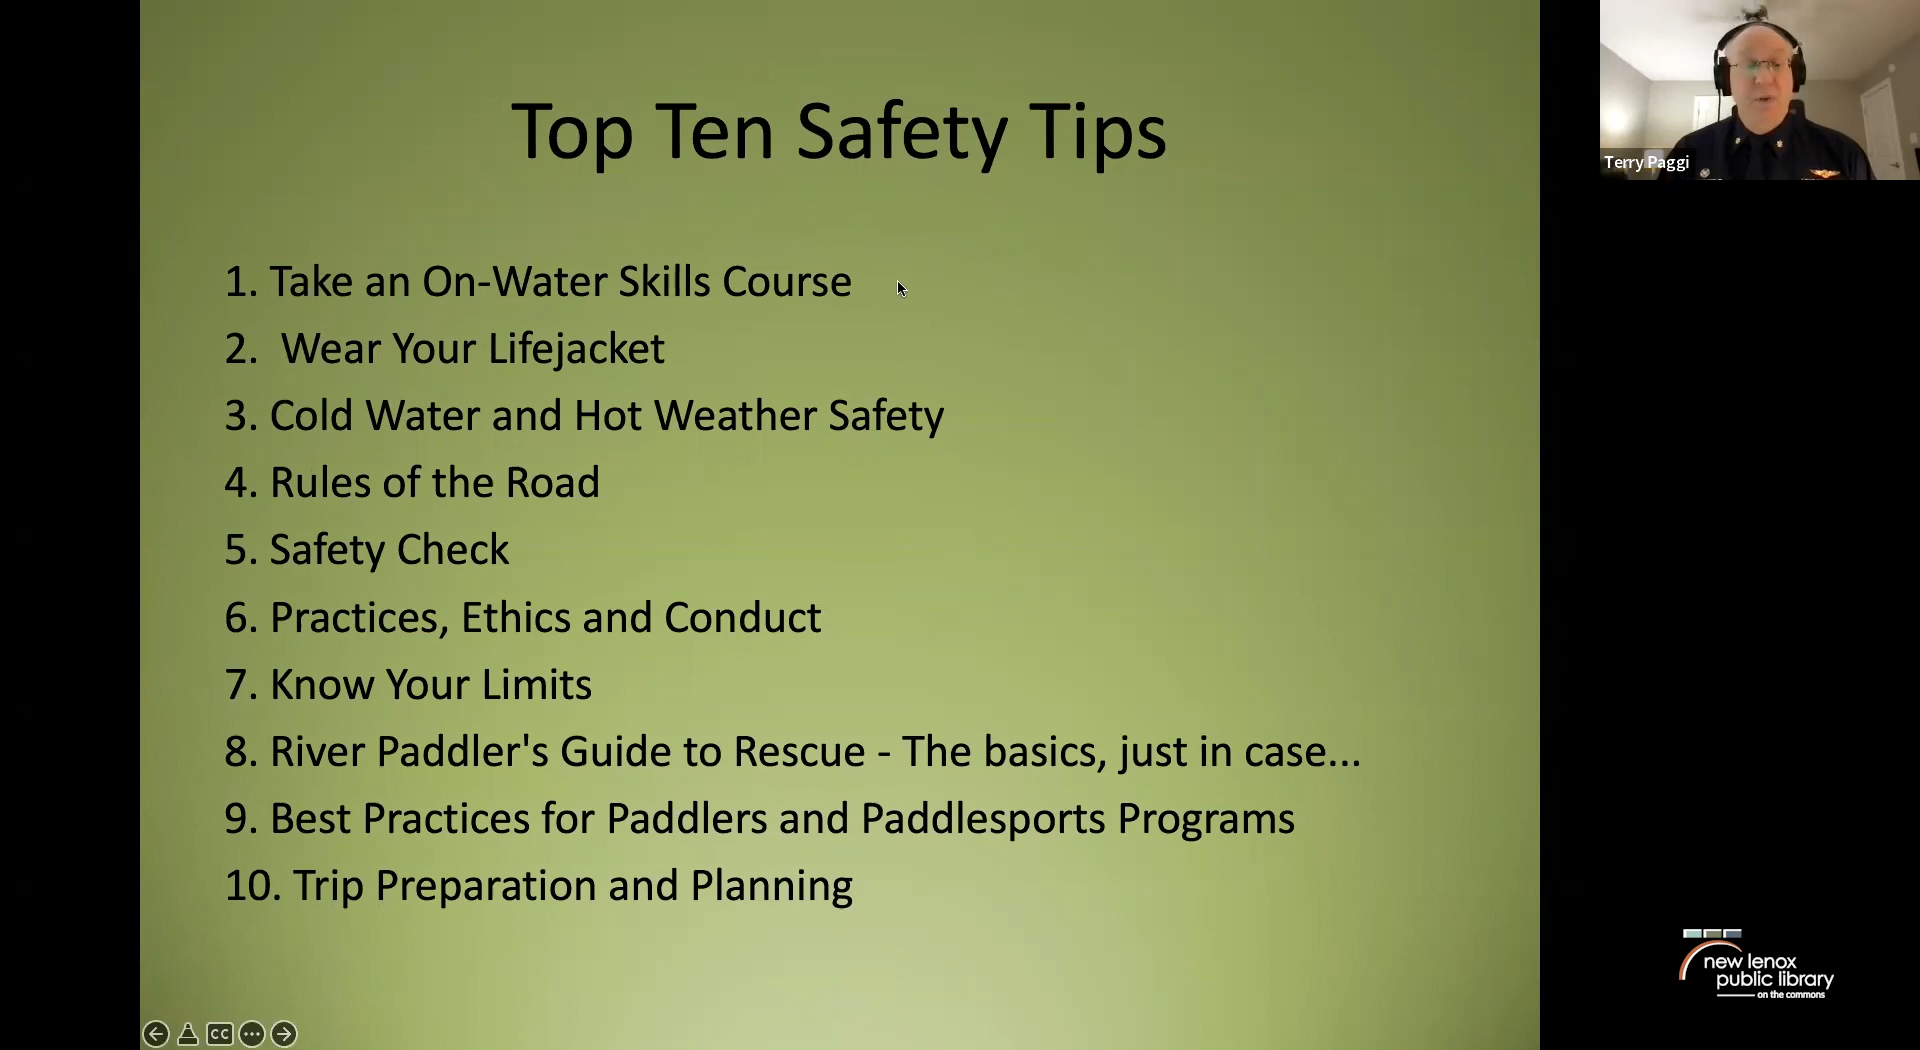 Top Ten Safety Tips
1. Take an On-Water Skills Course
2. Wear Your Lifejacket
3. Cold Water and Hot Weather Safety
4. Rules of the Road
5. Safety Check
6. Practices, Ethics and Conduct
7. Know Your Limits
8. River Paddler's Guide to Rescue - The basics, just in case...
9. Best Practices for Paddlers and Paddlesports Programs
10. Trip Preparation and Planning
Terry Paggi
new lenox
public library
on the commons
CC